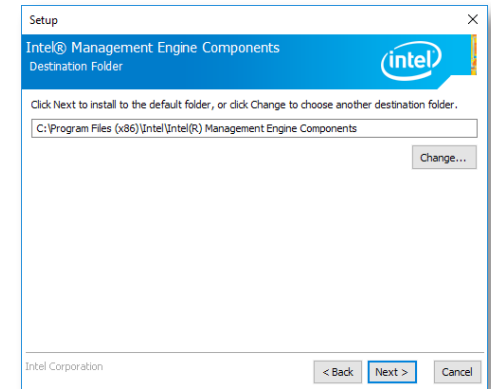 Setup
Intel® Management Engine Components
Destination Folder
intel
Click Next to install to the default folder, or click Change to choose another destination folder.
C:\Program Files (x86)\Intel\Intel(R) Management Engine Components
Change...
Intel Corporation
< Back Next > Cancel